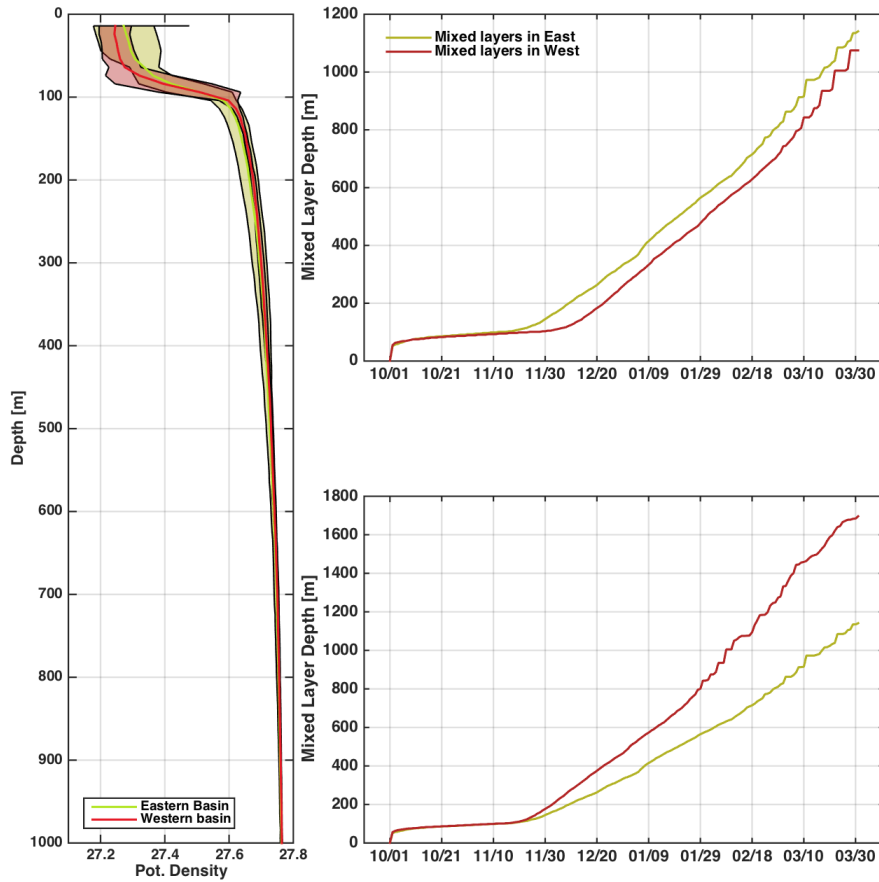 0
100
200
300
400
500
600
700
800
900
1000
Depth [m]
27.2 27.4 27.6 27.8
Pot. Density
Eastern Basin
Western basin
1200
1000
800
600
400
200
0
Mixed Layer Depth [m]
Mixed layers in East
Mixed layers in West
10/01 10/21 11/10 11/30 12/20 01/09 01/29 02/18 03/10 03/30
1800
1600
1400
1200
1000
800
600
400
200
0
Mixed Layer Depth [m]
10/01 10/21 11/10 11/30 12/20 01/09 01/29 02/18 03/10 03/30